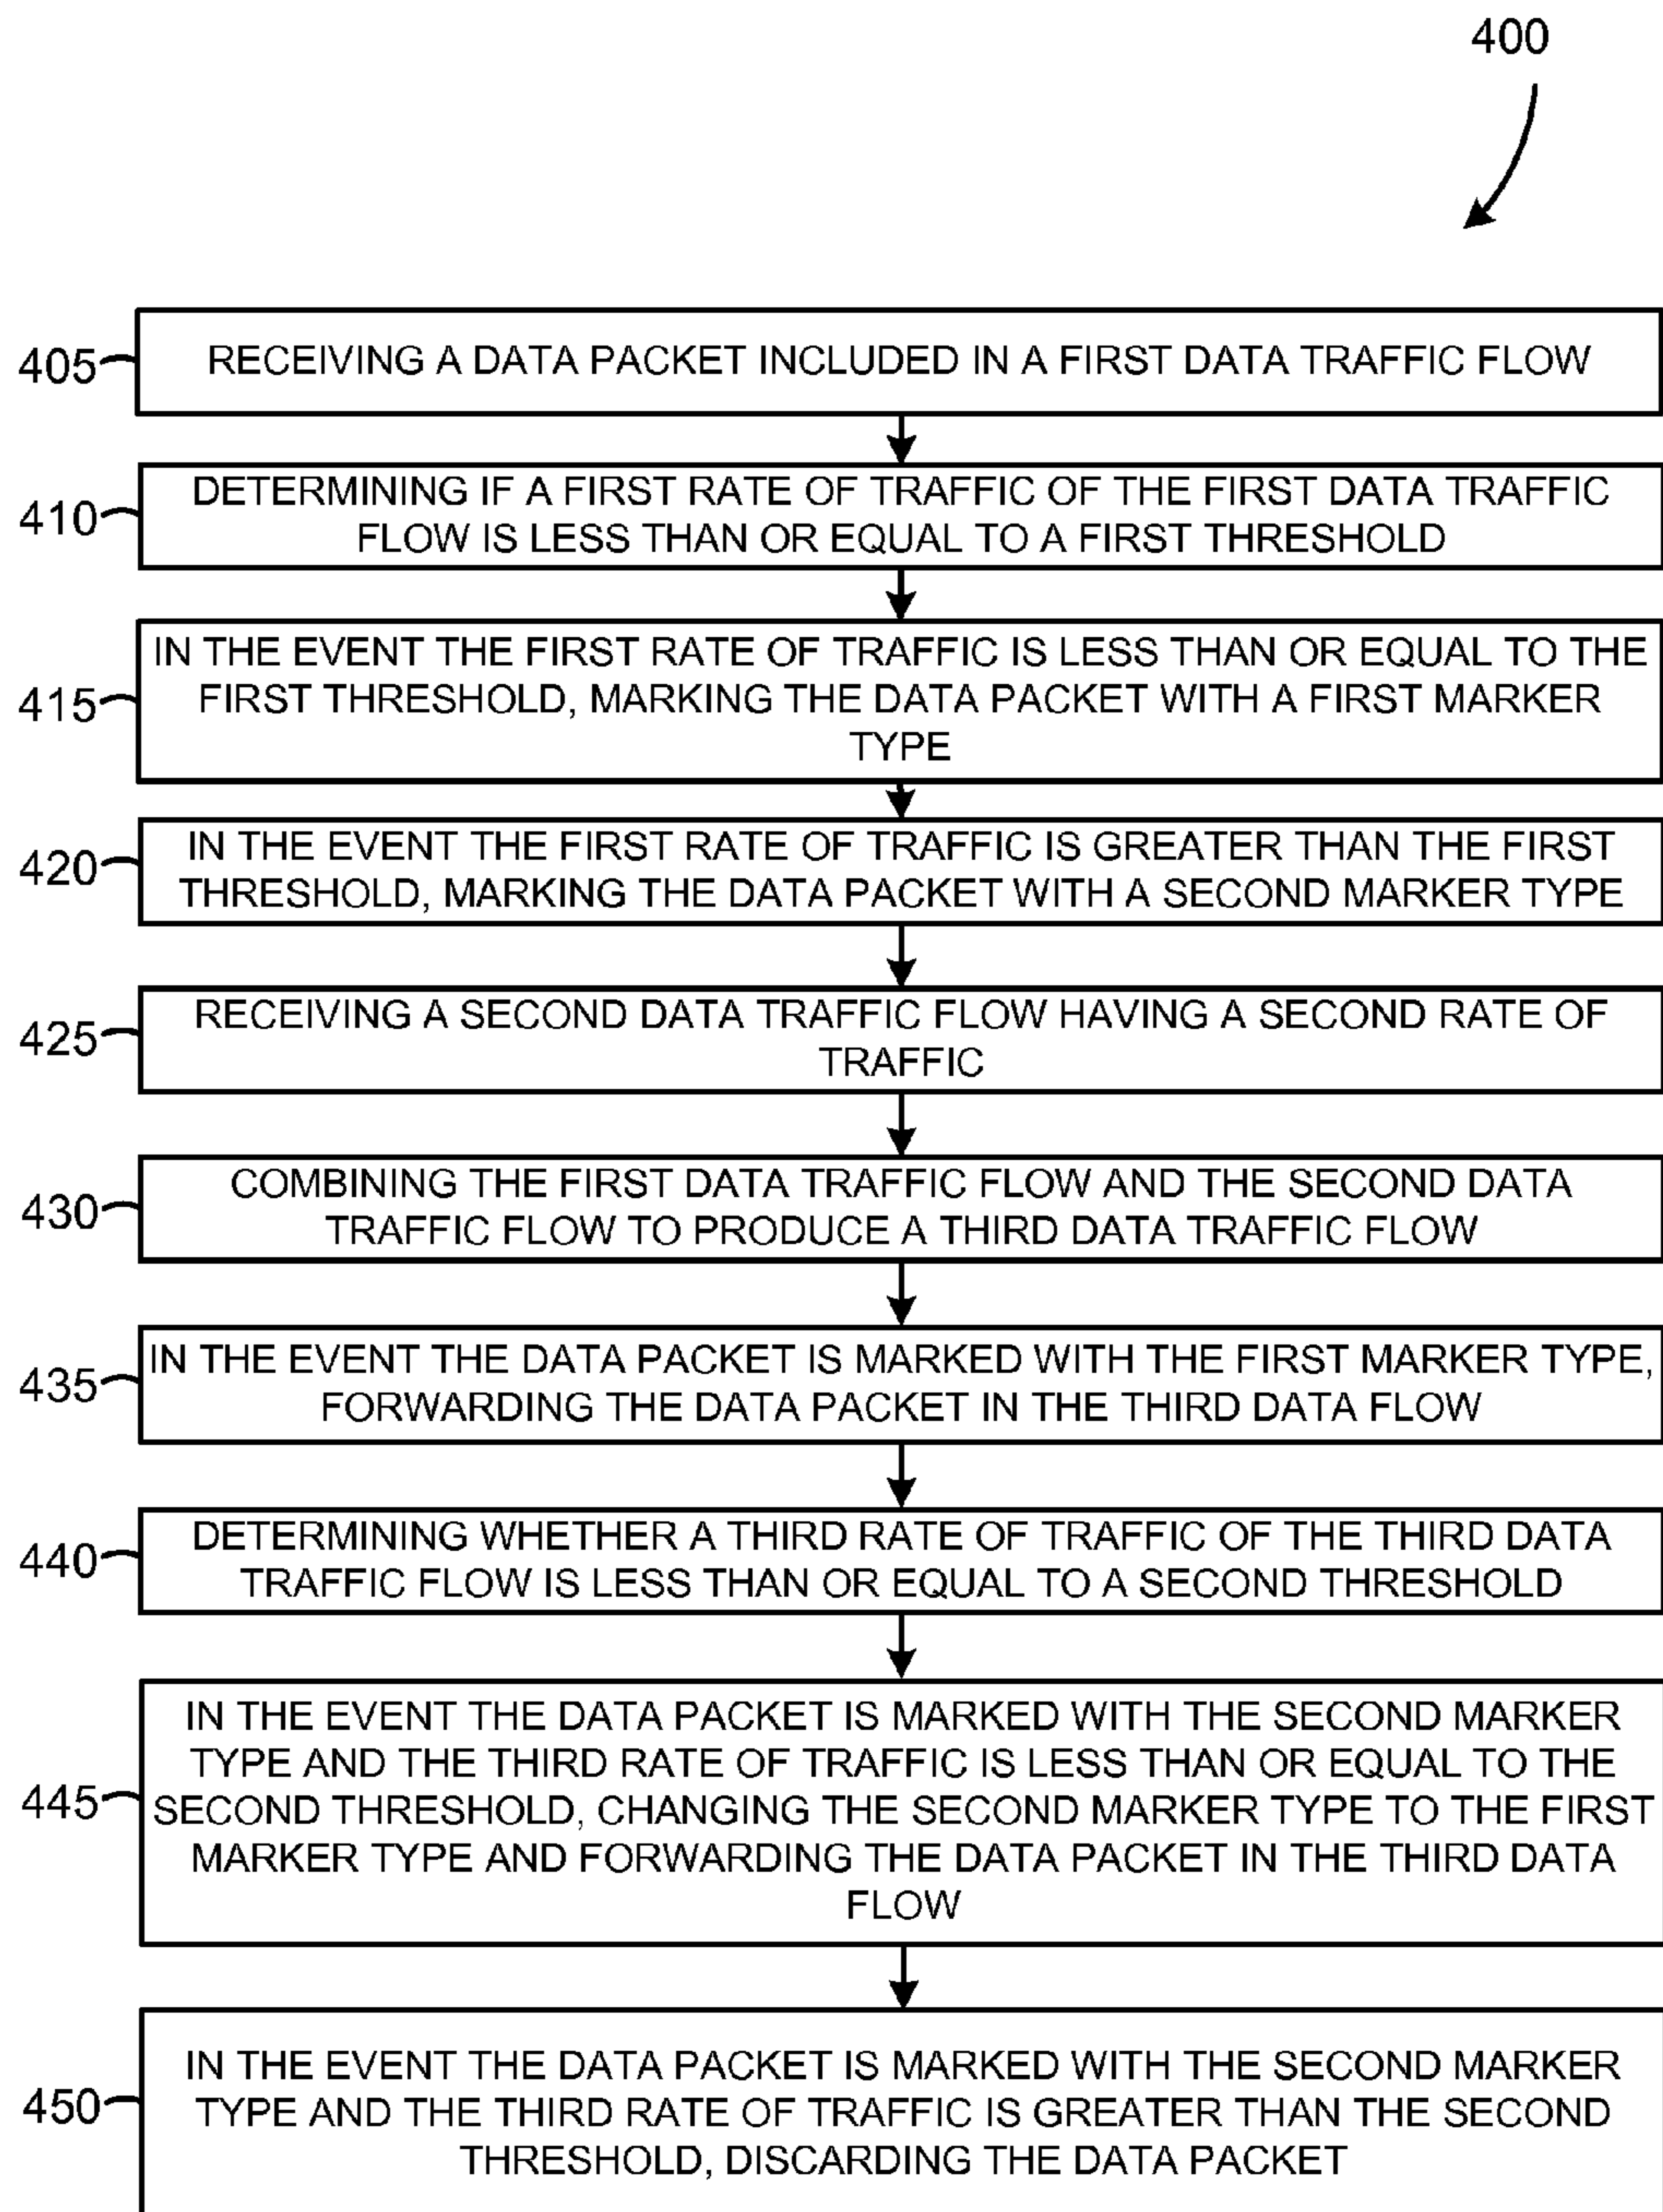 400
405
RECEIVING A DATA PACKET INCLUDED IN A FIRST DATA TRAFFIC FLOW
410
DETERMINING IF A FIRST RATE OF TRAFFIC OF THE FIRST DATA TRAFFIC
FLOW IS LESS THAN OR EQUAL TO A FIRST THRESHOLD
415
IN THE EVENT THE FIRST RATE OF TRAFFIC IS LESS THAN OR EQUAL TO THE
FIRST THRESHOLD, MARKING THE DATA PACKET WITH A FIRST MARKER
TYPE
420
IN THE EVENT THE FIRST RATE OF TRAFFIC IS GREATER THAN THE FIRST
THRESHOLD, MARKING THE DATA PACKET WITH A SECOND MARKER TYPE
425
RECEIVING A SECOND DATA TRAFFIC FLOW HAVING A SECOND RATE OF
TRAFFIC
430
COMBINING THE FIRST DATA TRAFFIC FLOW AND THE SECOND DATA
TRAFFIC FLOW TO PRODUCE A THIRD DATA TRAFFIC FLOW
435
IN THE EVENT THE DATA PACKET IS MARKED WITH THE FIRST MARKER TYPE,
FORWARDING THE DATA PACKET IN THE THIRD DATA FLOW
440
DETERMINING WHETHER A THIRD RATE OF TRAFFIC OF THE THIRD DATA
TRAFFIC FLOW IS LESS THAN OR EQUAL TO A SECOND THRESHOLD
445
IN THE EVENT THE DATA PACKET IS MARKED WITH THE SECOND MARKER
TYPE AND THE THIRD RATE OF TRAFFIC IS LESS THAN OR EQUAL TO THE
SECOND THRESHOLD, CHANGING THE SECOND MARKER TYPE TO THE FIRST
MARKER TYPE AND FORWARDING THE DATA PACKET IN THE THIRD DATA
FLOW
450
IN THE EVENT THE DATA PACKET IS MARKED WITH THE SECOND MARKER
TYPE AND THE THIRD RATE OF TRAFFIC IS GREATER THAN THE SECOND
THRESHOLD, DISCARDING THE DATA PACKET